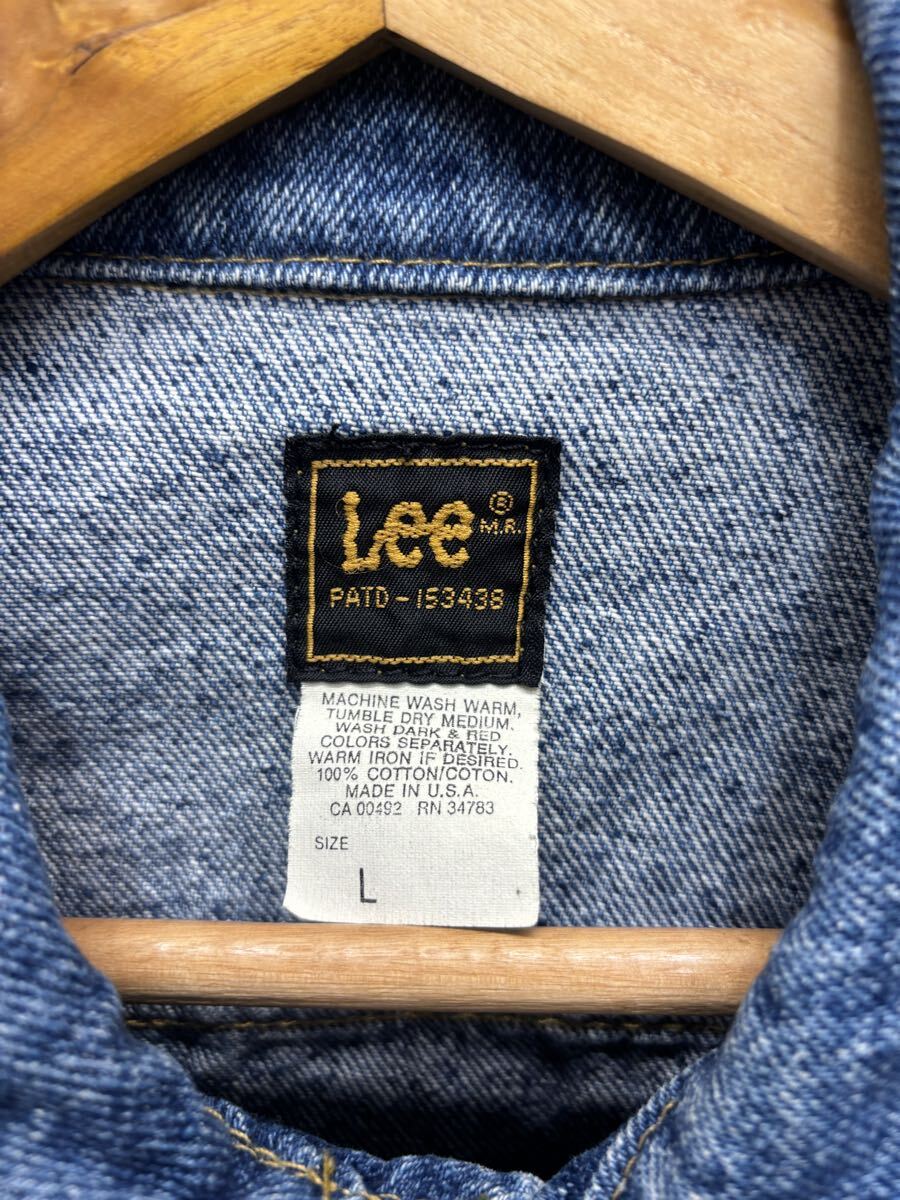 Lee ® M.R.
PATD-153438
MACHINE WASH WARM,
TUMBLE DRY MEDIUM.
WASH DARK & RED
COLORS SEPARATELY.
WARM IRON IF DESIRED.
100% COTTON/COTON.
MADE IN U.S.A.
CA 00492 RN 34783
SIZE
L